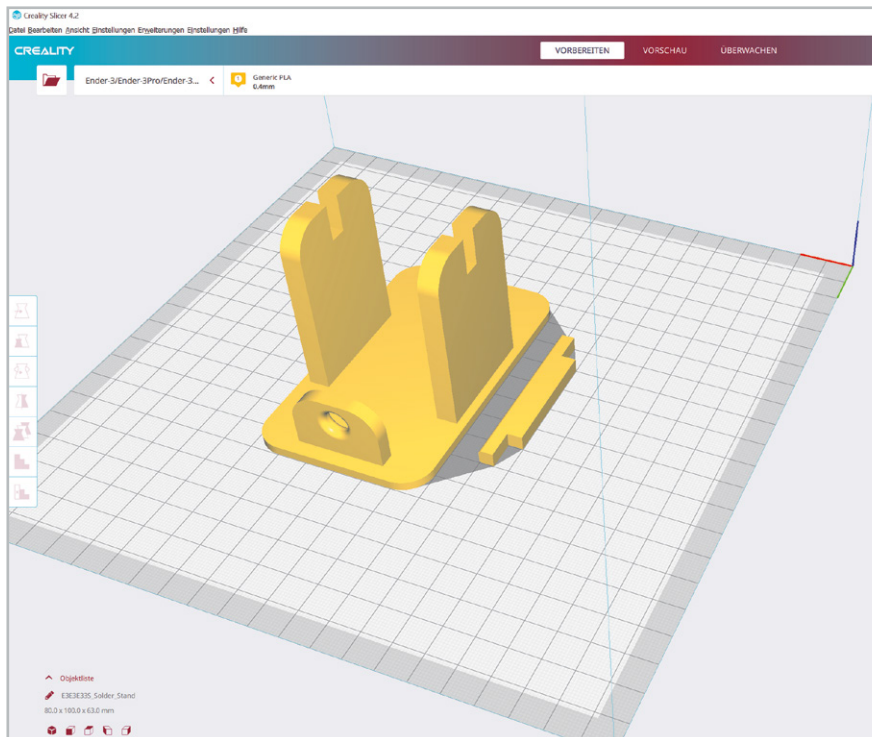 Creality Slicer 4.2
Datei Bearbeiten Ansicht Einstellungen Erweiterungen Einstellungen Hilfe
CREALITY
VORBEREITEN VORSCHAU ÜBERWACHEN
Ender-3/Ender-3Pro/Ender-3...
Generic PLA
0.4mm
Objektliste
E3E3E33S_Solder_Stand
80.0 x 100.0 x 63.0 mm